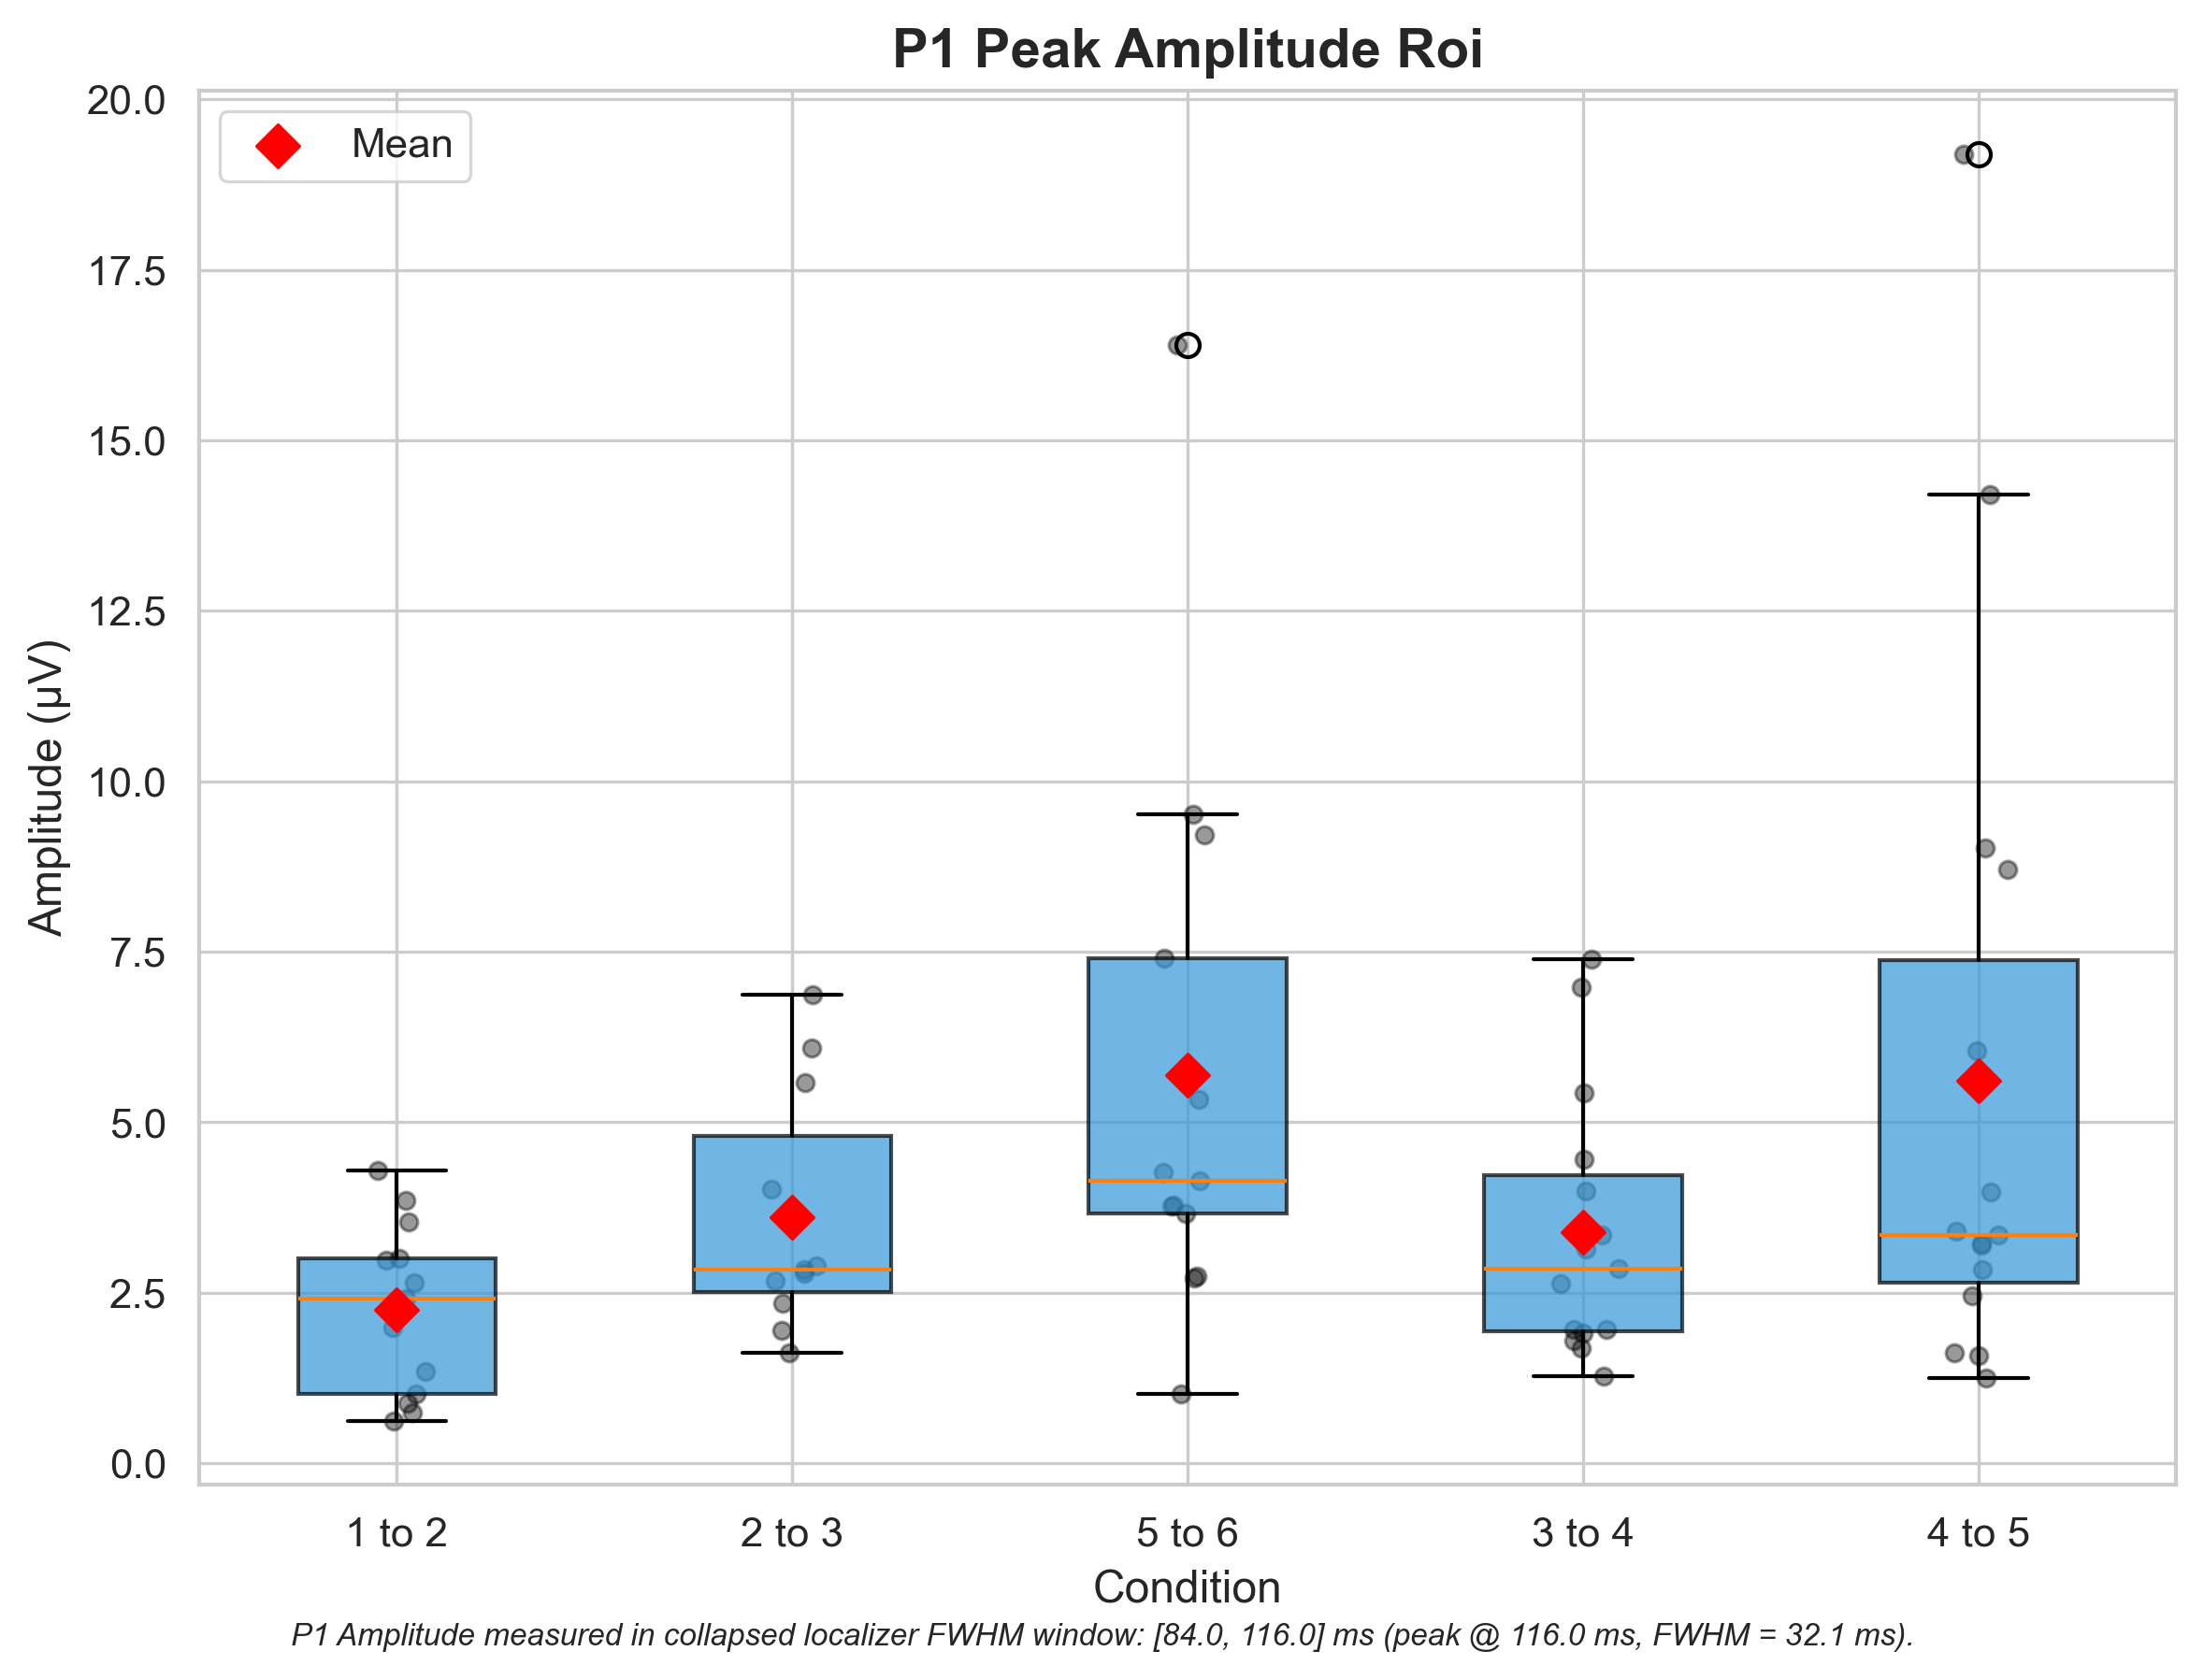 P1 Peak Amplitude Roi
Mean
20.0
17.5
15.0
12.5
10.0
7.5
5.0
2.5
0.0
Amplitude (µV)
1 to 2
2 to 3
5 to 6
3 to 4
4 to 5
Condition
P1 Amplitude measured in collapsed localizer FWHM window: [84.0, 116.0] ms (peak @ 116.0 ms, FWHM = 32.1 ms).